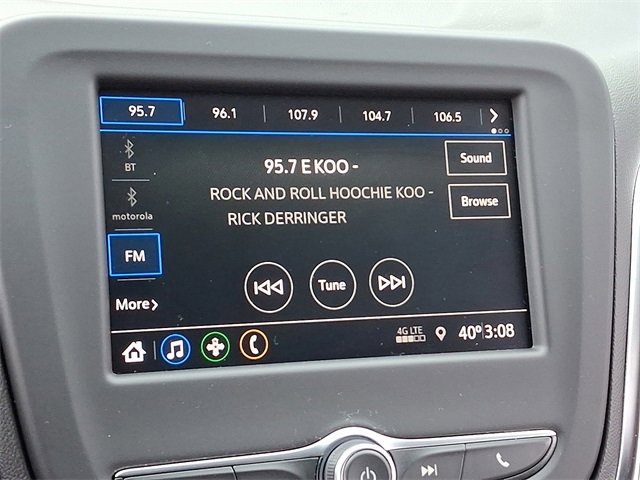 95.7 96.1 107.9 104.7 106.5
BT
95.7 E KOO -
Sound
motorola
ROCK AND ROLL HOOCHIE KOO -
Browse
RICK DERRINGER
FM
Tune
More
4G LTE
40° 3:08